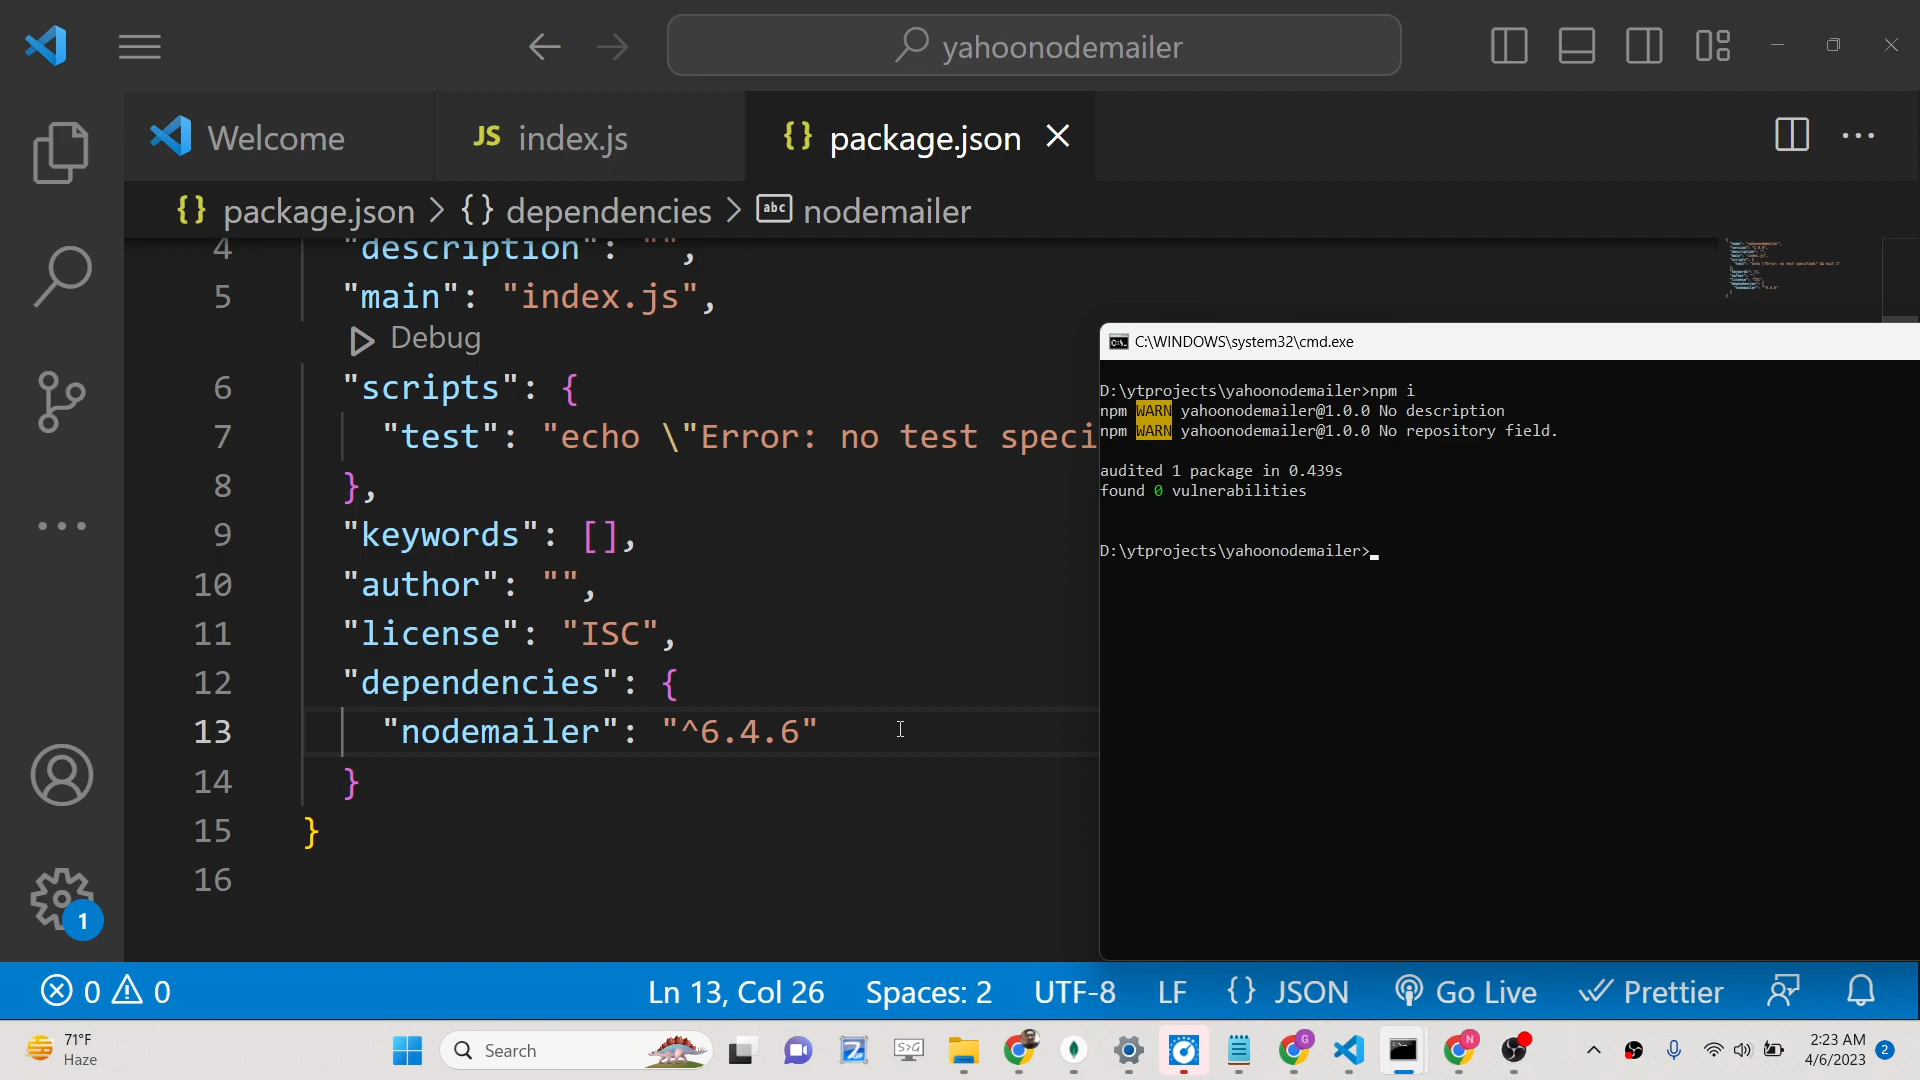 yahoonodemailer
Welcome
JS index.js
{} package.json
{} package.json > {} dependencies > abc nodemailer
4 "description": "",
5 "main": "index.js",
Debug
6 "scripts": {
7 "test": "echo \"Error: no test speci
8 },
9 "keywords": [],
10 "author": "",
11 "license": "ISC",
12 "dependencies": {
13 "nodemailer": "^6.4.6"
14 }
15 }
16
C:\WINDOWS\system32\cmd.exe
D:\ytprojects\yahoonodemailer>npm i
npm WARN yahoonodemailer@1.0.0 No description
npm WARN yahoonodemailer@1.0.0 No repository field.
audited 1 package in 0.439s
found 0 vulnerabilities
D:\ytprojects\yahoonodemailer>
1
0 0 Ln 13, Col 26 Spaces: 2 UTF-8 LF {} JSON Go Live Prettier
71°F
Haze
Search
S>G
G
N
2:23 AM
4/6/2023
2